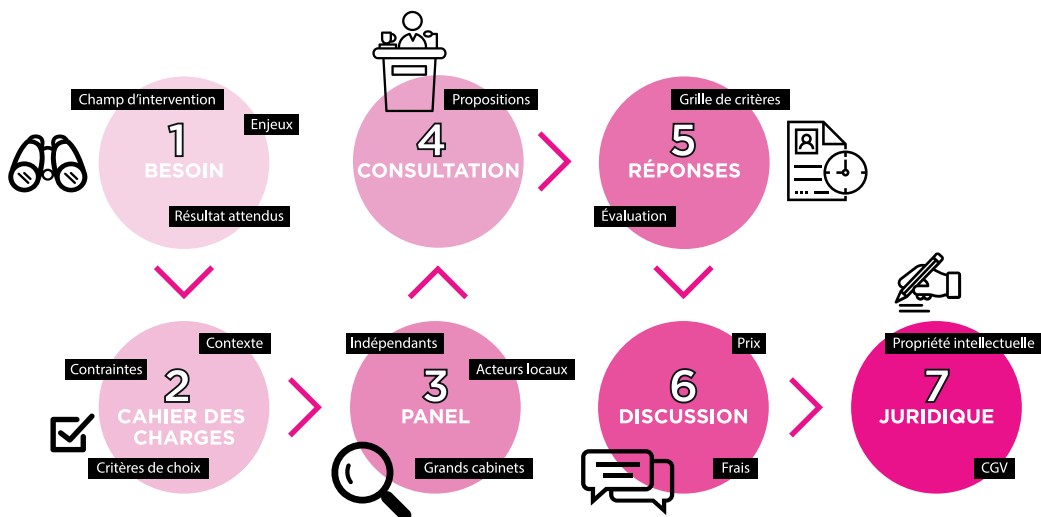 Champ d'intervention
Enjeux
1
BESOIN
Résultat attendus
Contexte
Contraintes
2
CAHIER DES
CHARGES
Critères de choix
Indépendants
Acteurs locaux
3
PANEL
Grands cabinets
Propositions
4
CONSULTATION
Grille de critères
5
RÉPONSES
Évaluation
Prix
6
DISCUSSION
Frais
Propriété intellectuelle
7
JURIDIQUE
CGV